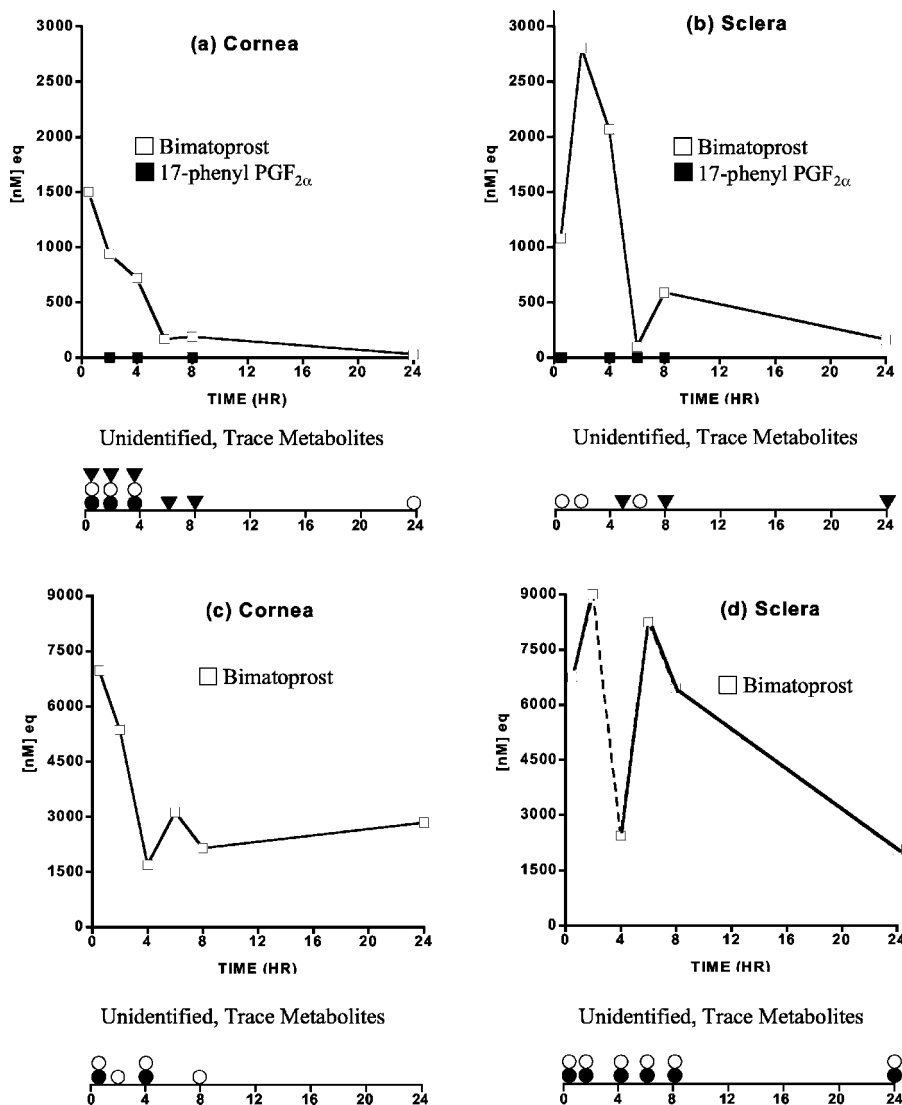 (a) Cornea
3000
2500
2000
1500
1000
500
0
[nM] eq
Bimatoprost
17-phenyl PGF2α
0 4 8 12 16 20 24
TIME (HR)
Unidentified, Trace Metabolites
0 4 8 12 16 20 24
(b) Sclera
3000
2500
2000
1500
1000
500
0
[nM] eq
Bimatoprost
17-phenyl PGF2α
0 4 8 12 16 20 24
TIME (HR)
Unidentified, Trace Metabolites
0 4 8 12 16 20 24
(c) Cornea
9000
7500
6000
4500
3000
1500
0
[nM] eq
Bimatoprost
0 4 8 12 16 20 24
TIME (HR)
Unidentified, Trace Metabolites
0 4 8 12 16 20 24
(d) Sclera
9000
7500
6000
4500
3000
1500
0
[nM] eq
Bimatoprost
0 4 8 12 16 20 24
TIME (HR)
Unidentified, Trace Metabolites
0 4 8 12 16 20 24